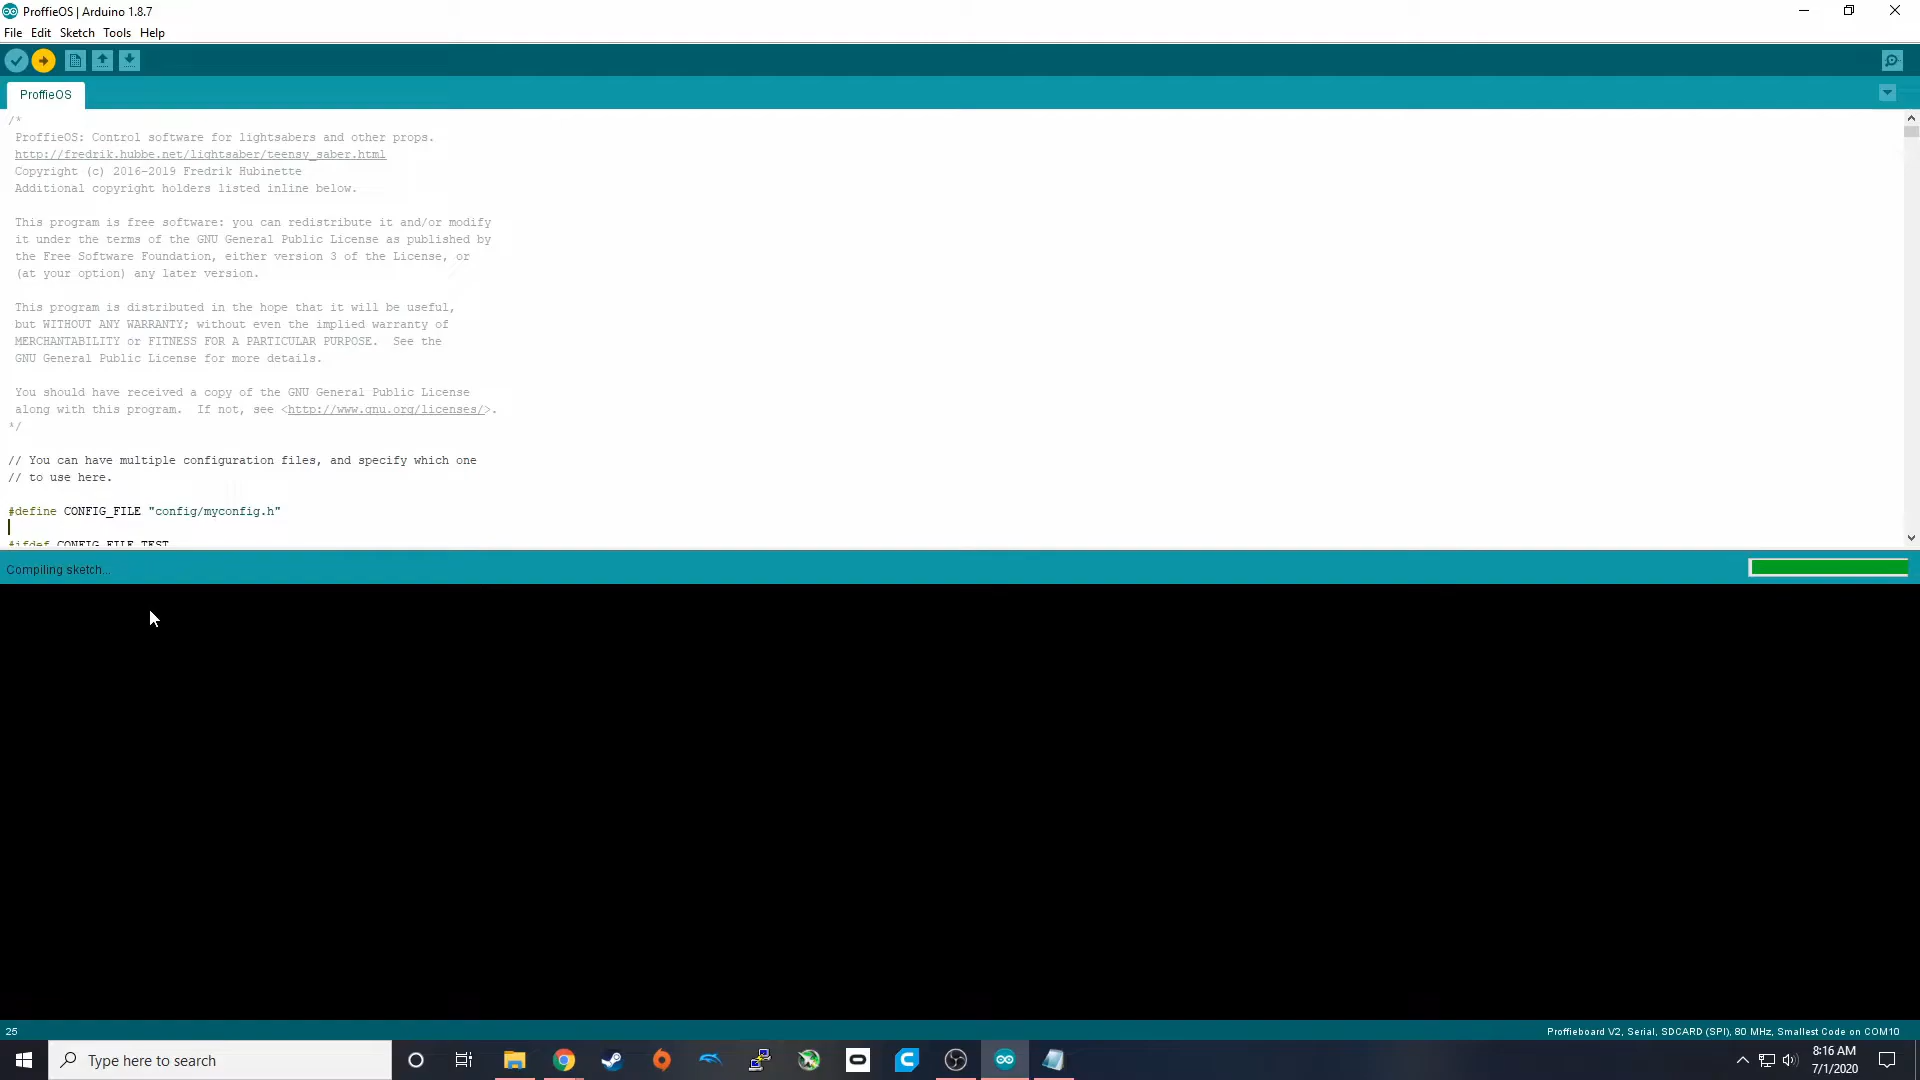 ProffieOS | Arduino 1.8.7
File Edit Sketch Tools Help
ProffieOS
/*
ProffieOS: Control software for lightsabers and other props.
http://fredrik.hubbe.net/lightsaber/teensy_saber.html
Copyright (c) 2016-2019 Fredrik Hubinette
Additional copyright holders listed inline below.
This program is free software: you can redistribute it and/or modify
it under the terms of the GNU General Public License as published by
the Free Software Foundation, either version 3 of the License, or
(at your option) any later version.
This program is distributed in the hope that it will be useful,
but WITHOUT ANY WARRANTY; without even the implied warranty of
MERCHANTABILITY or FITNESS FOR A PARTICULAR PURPOSE.  See the
GNU General Public License for more details.
You should have received a copy of the GNU General Public License
along with this program.  If not, see <http://www.gnu.org/licenses/>.
*/
// You can have multiple configuration files, and specify which one
// to use here.
#define CONFIG_FILE "config/myconfig.h"
#ifdef CONFIG_FILE_TEST
Compiling sketch...
25
Proffieboard V2, Serial, SDCARD (SPI), 80 MHz, Smallest Code on COM10
Type here to search
8:16 AM
7/1/2020